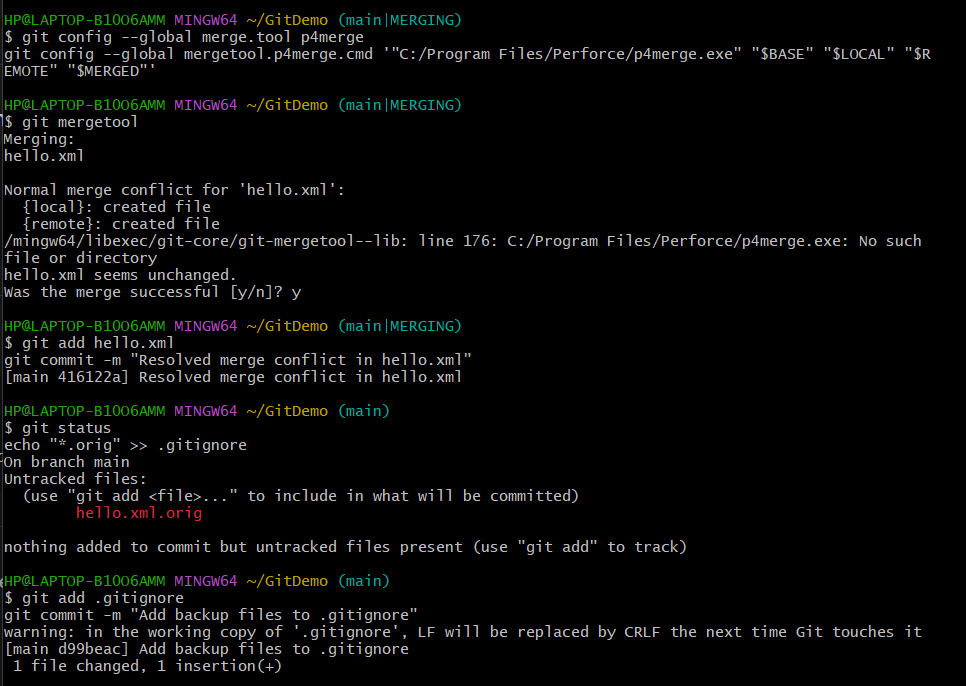 HP@LAPTOP-B1OO6AMM MINGW64 ~/GitDemo (main|MERGING)
$ git config --global merge.tool p4merge
git config --global mergetool.p4merge.cmd '"C:/Program Files/Perforce/p4merge.exe" "$BASE" "$LOCAL" "$R
EMOTE" "$MERGED"'
HP@LAPTOP-B1OO6AMM MINGW64 ~/GitDemo (main|MERGING)
$ git mergetool
Merging:
hello.xml
Normal merge conflict for 'hello.xml':
  {local}: created file
  {remote}: created file
/mingw64/libexec/git-core/git-mergetool--lib: line 176: C:/Program Files/Perforce/p4merge.exe: No such
file or directory
hello.xml seems unchanged.
Was the merge successful [y/n]? y
HP@LAPTOP-B1OO6AMM MINGW64 ~/GitDemo (main|MERGING)
$ git add hello.xml
git commit -m "Resolved merge conflict in hello.xml"
[main 416122a] Resolved merge conflict in hello.xml
HP@LAPTOP-B1OO6AMM MINGW64 ~/GitDemo (main)
$ git status
echo "*.orig" >> .gitignore
On branch main
Untracked files:
  (use "git add <file>..." to include in what will be committed)
        hello.xml.orig
nothing added to commit but untracked files present (use "git add" to track)
HP@LAPTOP-B1OO6AMM MINGW64 ~/GitDemo (main)
$ git add .gitignore
git commit -m "Add backup files to .gitignore"
warning: in the working copy of '.gitignore', LF will be replaced by CRLF the next time Git touches it
[main d99beac] Add backup files to .gitignore
 1 file changed, 1 insertion(+)